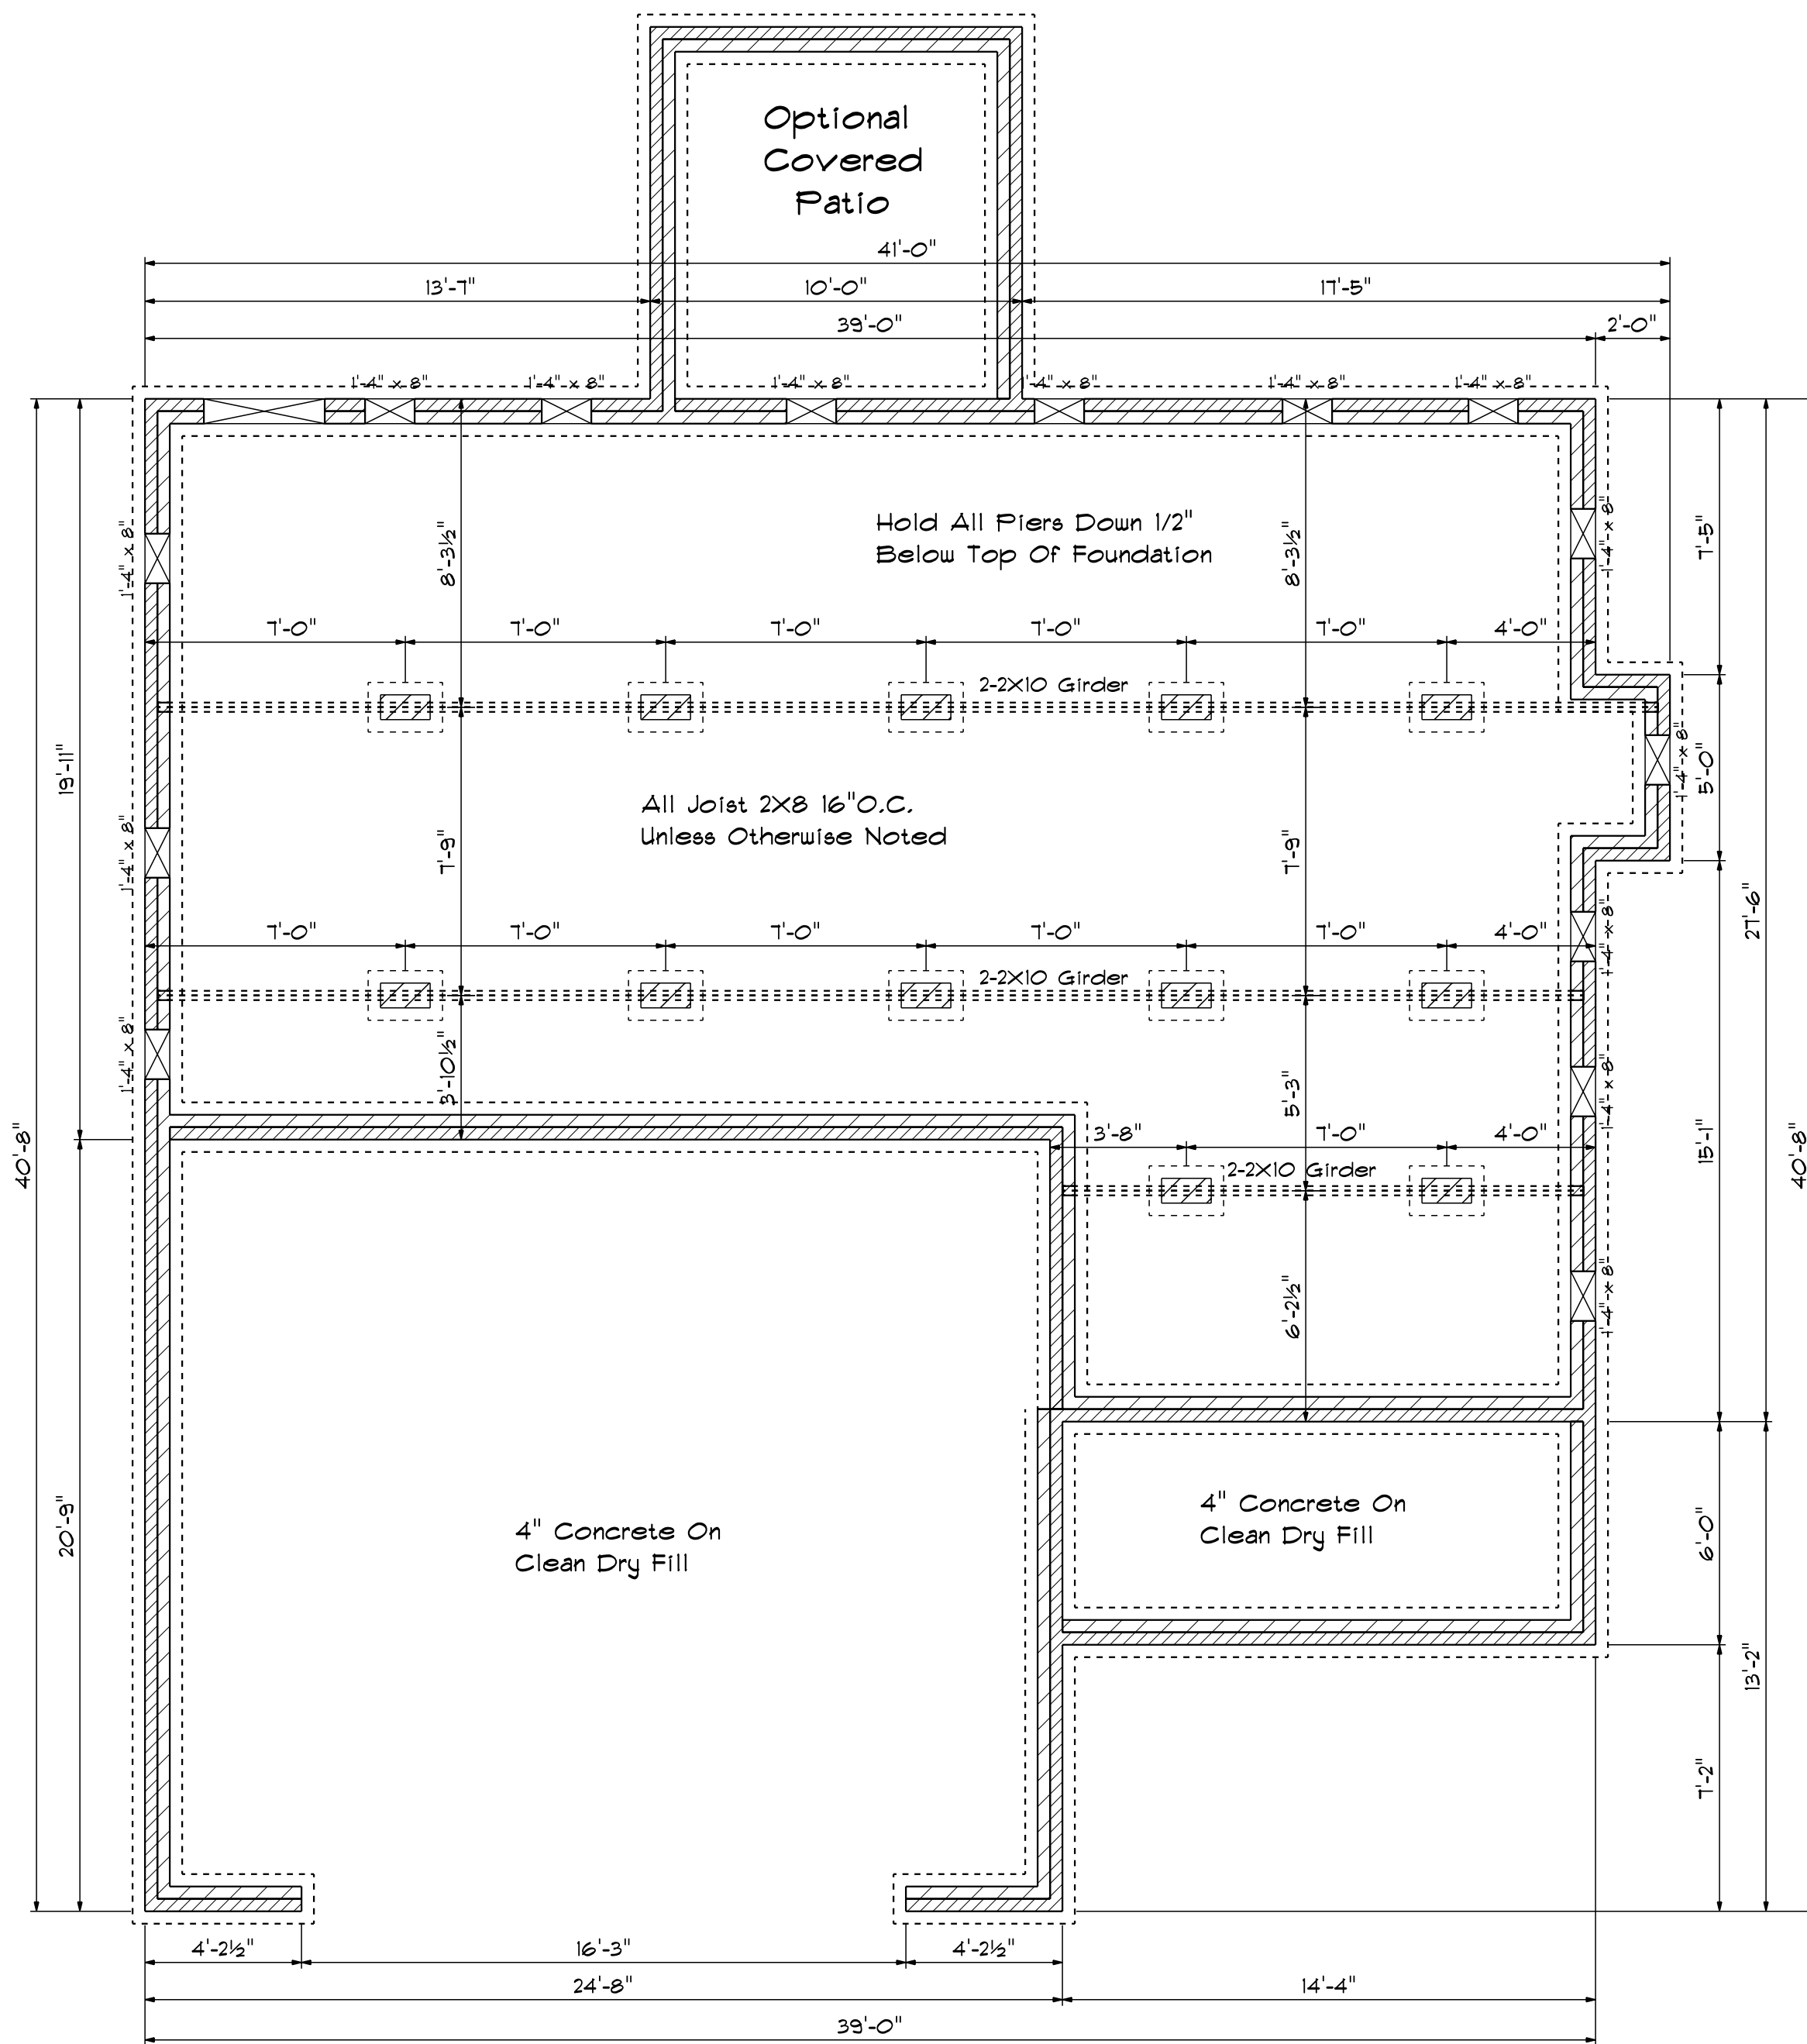 Optional
Covered
Patio
41'-0"
13'-7"
10'-0"
17'-5"
39'-0"
2'-0"
1'-4" x 8"
1'-4" x 8"
1'-4" x 8"
1'-4" x 8"
1'-4" x 8"
1'-4" x 8"
Hold All Piers Down 1/2"
Below Top Of Foundation
8'-3½"
8'-3½"
1'-4" x 8"
1'-4" x 8"
7'-5"
7'-0"
7'-0"
7'-0"
7'-0"
7'-0"
4'-0"
2-2X10 Girder
19'-11"
All Joist 2X8 16"O.C.
Unless Otherwise Noted
7'-9"
7'-9"
1'-4" x 8"
1'-4" x 8"
5'-0"
27'-6"
7'-0"
7'-0"
7'-0"
7'-0"
7'-0"
4'-0"
1'-4" x 8"
2-2X10 Girder
1'-4" x 8"
3'-10½"
5'-3"
1'-4" x 8"
40'-8"
15'-1"
40'-8"
3'-8"
7'-0"
4'-0"
2-2X10 Girder
6'-2½"
1'-4" x 8"
20'-9"
4" Concrete On
Clean Dry Fill
4" Concrete On
Clean Dry Fill
6'-0"
13'-2"
7'-2"
4'-2½"
16'-3"
4'-2½"
24'-8"
14'-4"
39'-0"